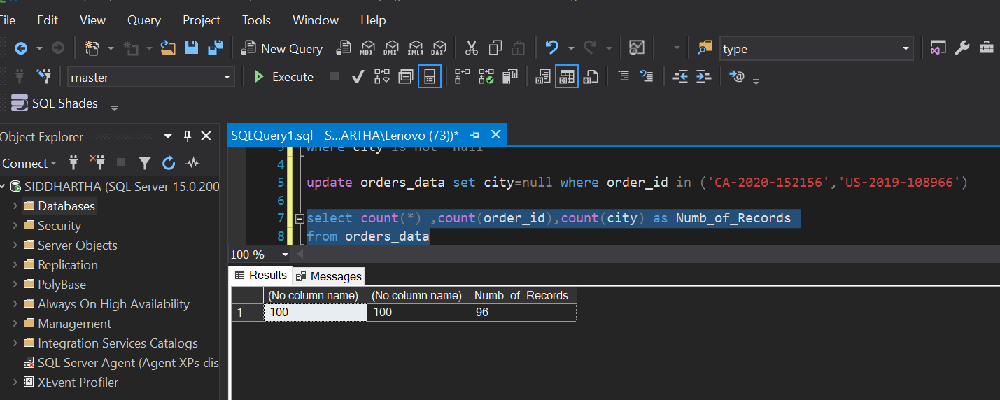 File Edit View Query Project Tools Window Help
New Query MDX DMX XMLA DAX type
master Execute
SQL Shades
Object Explorer
Connect
SIDDHARTHA (SQL Server 15.0.200
Databases
Security
Server Objects
Replication
PolyBase
Always On High Availability
Management
Integration Services Catalogs
SQL Server Agent (Agent XPs dis
XEvent Profiler
SQLQuery1.sql - S...ARTHA\Lenovo (73))*
3 where city is not null
4
5 update orders_data set city=null where order_id in ('CA-2020-152156','US-2019-108966')
6
7 select count(*) ,count(order_id),count(city) as Numb_of_Records
8 from orders_data
100 %
Results Messages
(No column name) (No column name) Numb_of_Records
1 100 100 96